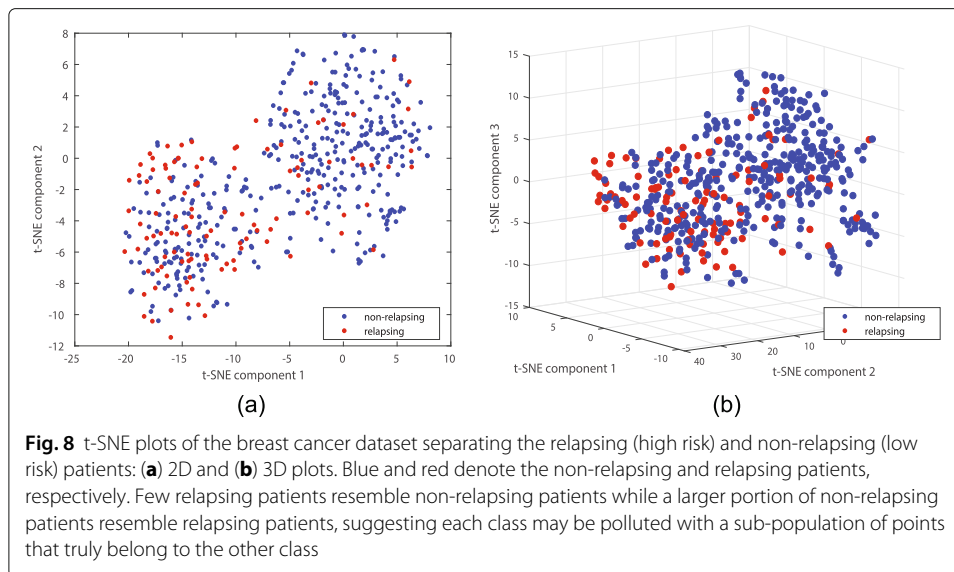 8
6
4
2
0
-2
-4
-6
-8
-10
-12
t-SNE component 2
-25 -20 -15 -10 -5 0 5 10
t-SNE component 1
non-relapsing
relapsing
(a)
15
10
5
0
-5
-10
-15
t-SNE component 3
10 5 0 -5 -10
t-SNE component 1
40 30 20 10 0
t-SNE component 2
non-relapsing
relapsing
(b)
Fig. 8 t-SNE plots of the breast cancer dataset separating the relapsing (high risk) and non-relapsing (low
risk) patients: (a) 2D and (b) 3D plots. Blue and red denote the non-relapsing and relapsing patients,
respectively. Few relapsing patients resemble non-relapsing patients while a larger portion of non-relapsing
patients resemble relapsing patients, suggesting each class may be polluted with a sub-population of points
that truly belong to the other class